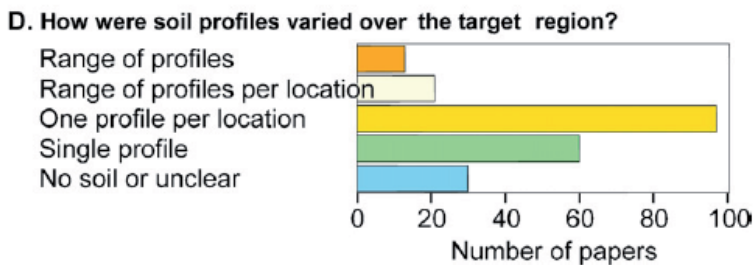 D. How were soil profiles varied over the target region?
Range of profiles
Range of profiles per location
One profile per location
Single profile
No soil or unclear
0 20 40 60 80 100
Number of papers